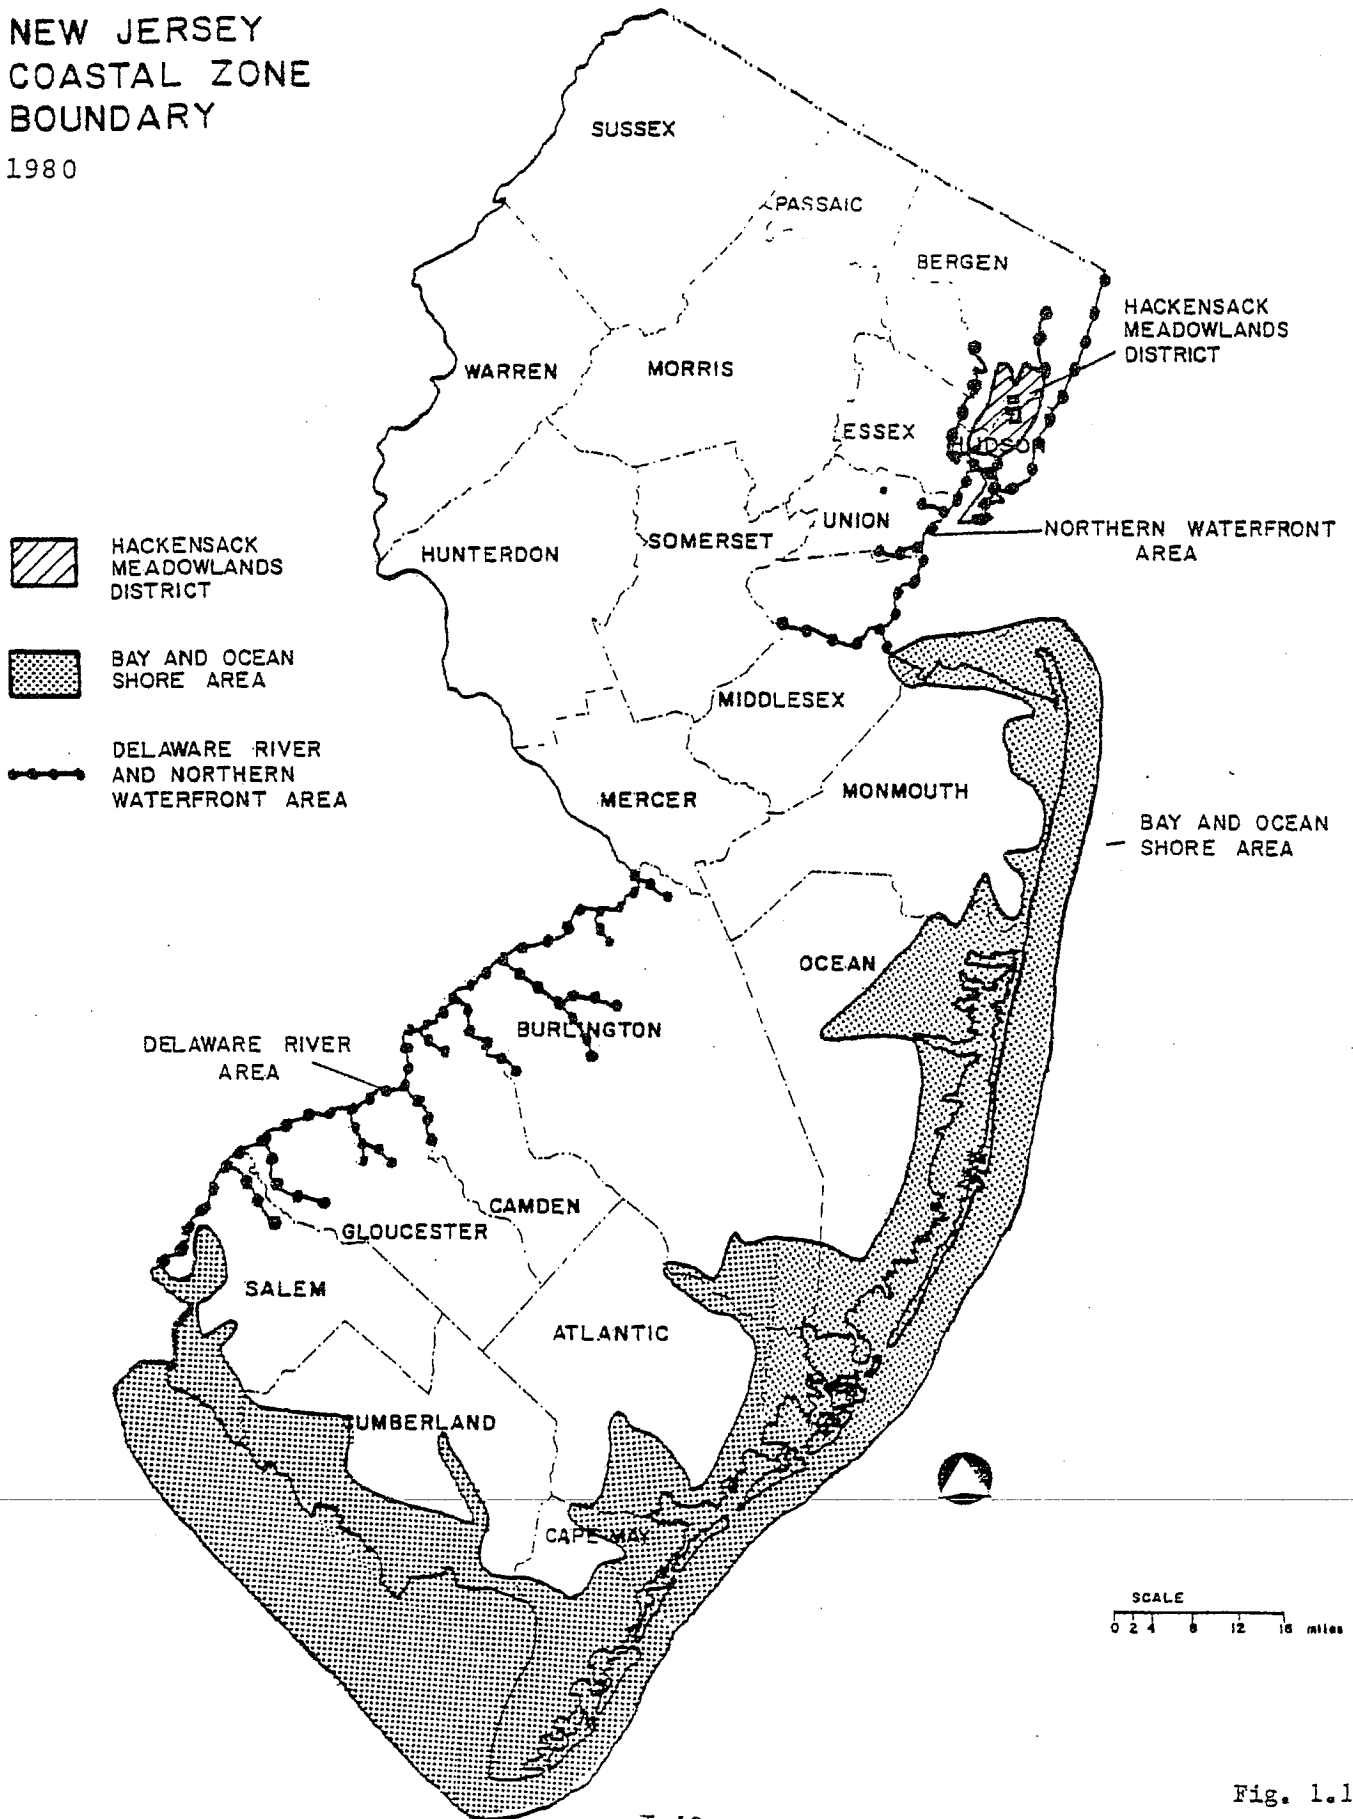 NEW JERSEY
COASTAL ZONE
BOUNDARY
1980
SUSSEX
PASSAIC
BERGEN
HACKENSACK
MEADOWLANDS
DISTRICT
WARREN
MORRIS
ESSEX
HUDSON
UNION
NORTHERN WATERFRONT
AREA
SOMERSET
HUNTERDON
HACKENSACK
MEADOWLANDS
DISTRICT
BAY AND OCEAN
SHORE AREA
DELAWARE RIVER
AND NORTHERN
WATERFRONT AREA
MIDDLESEX
MERCER
MONMOUTH
BAY AND OCEAN
SHORE AREA
OCEAN
BURLINGTON
DELAWARE RIVER
AREA
CAMDEN
GLOUCESTER
SALEM
ATLANTIC
CUMBERLAND
CAPE MAY
SCALE
0 2 4 8 12 16 miles
Fig. 1.1